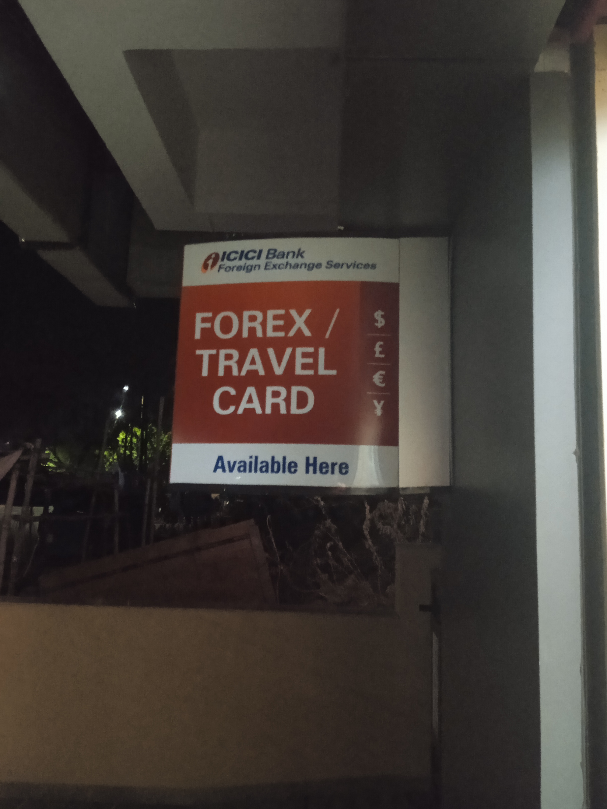 ICICI Bank
Foreign Exchange Services
FOREX /
TRAVEL
CARD
$
£
€
¥
Available Here